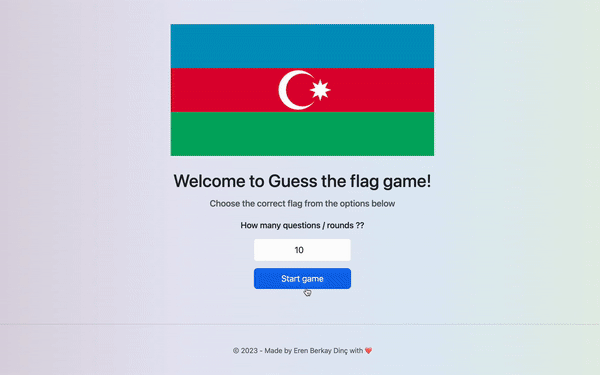 Welcome to Guess the flag game!
Choose the correct flag from the options below
How many questions / rounds ??
10
Start game
© 2023 - Made by Eren Berkay Dinç with ❤️